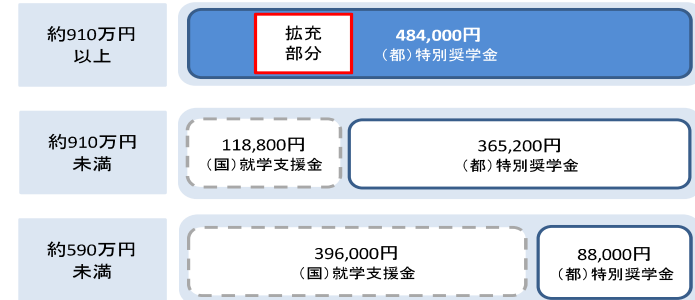 約910万円
以上
拡充
部分
484,000円
（都）特別奨学金
約910万円
未満
118,800円
（国）就学支援金
365,200円
（都）特別奨学金
約590万円
未満
396,000円
（国）就学支援金
88,000円
（都）特別奨学金